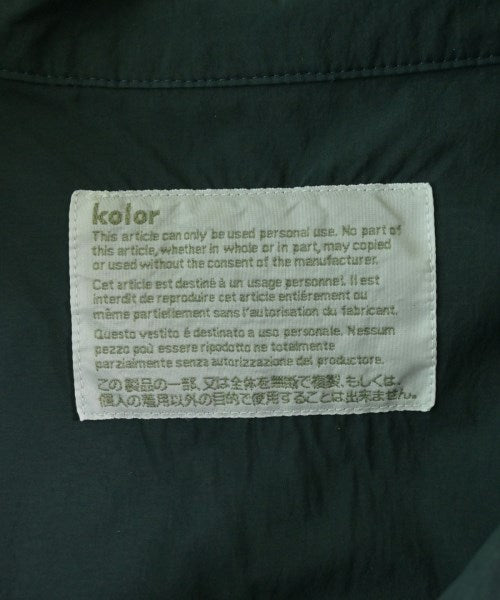 kolor
This article can only be used personal use. No part of
this article, whether in whole or in part, may copied
or used without the consent of the manufacturer.
Cet article est destiné à un usage personnel. Il est
interdit de reproduire cet article entiérement ou
même partiellement sans l'autorisation du fabricant.
Questo vestito é destinato a uso personale. Nessum
pezzo poù essere ripodotto ne totalmente
parzialmente senza autorizzazione del productore.
この製品の一部、又は全体を無断で複製、もしくは、
個人の着用以外の目的で使用することは出来ません。